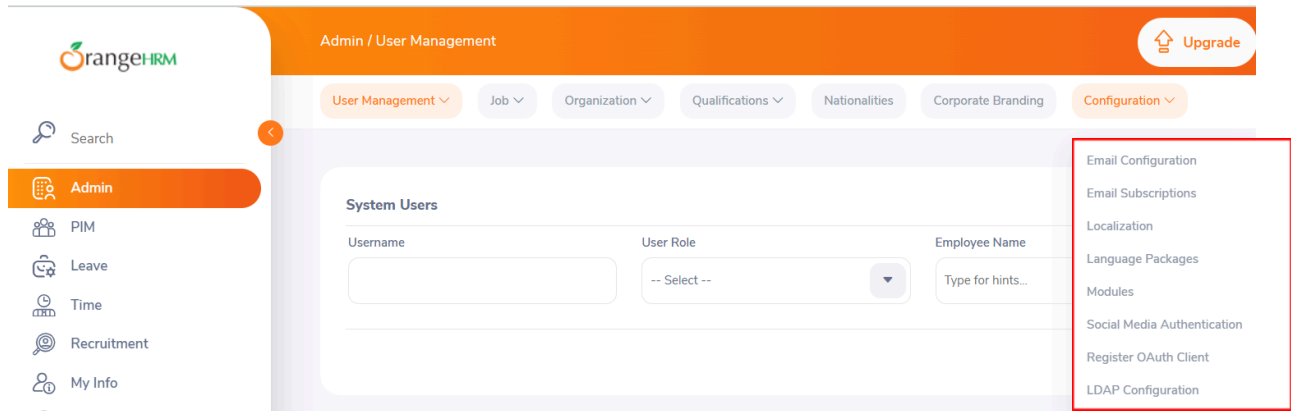 OrangeHRM
Admin / User Management
Upgrade
User Management
Job
Organization
Qualifications
Nationalities
Corporate Branding
Configuration
Search
Admin
PIM
Leave
Time
Recruitment
My Info
System Users
Username
User Role
Employee Name
-- Select --
Type for hints...
Email Configuration
Email Subscriptions
Localization
Language Packages
Modules
Social Media Authentication
Register OAuth Client
LDAP Configuration